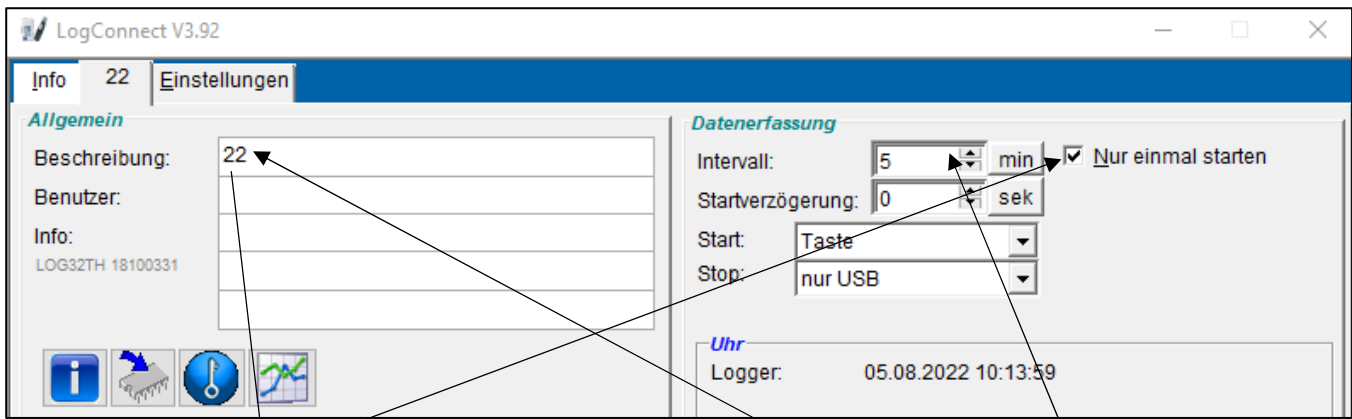 LogConnect V3.92
Info 22 Einstellungen
Allgemein
Beschreibung: 22
Benutzer:
Info:
LOG32TH 18100331
Datenerfassung
Intervall: 5 min Nur einmal starten
Startverzögerung: 0 sek
Start: Taste
Stop: nur USB
Uhr
Logger: 05.08.2022 10:13:59